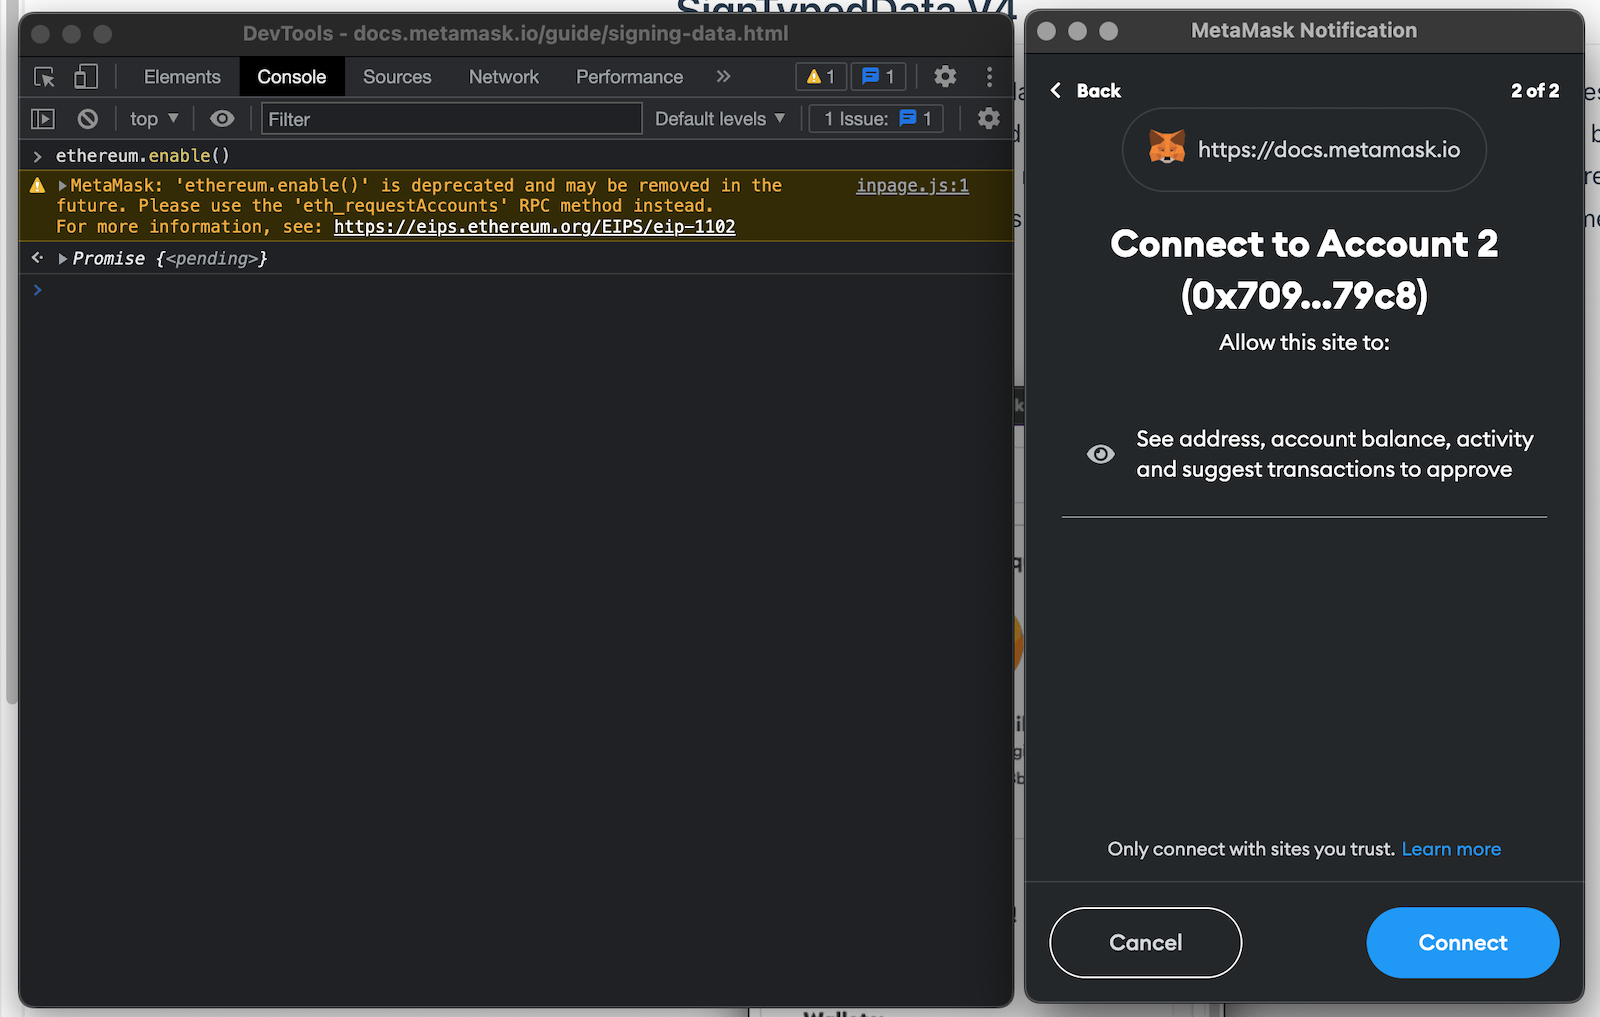 SignTypedData V4
DevTools - docs.metamask.io/guide/signing-data.html
Elements Console Sources Network Performance » 1 1
top ▼ Filter Default levels ▼ 1 Issue: 1
> ethereum.enable()
MetaMask: 'ethereum.enable()' is deprecated and may be removed in the inpage.js:1
future. Please use the 'eth_requestAccounts' RPC method instead.
For more information, see: https://eips.ethereum.org/EIPS/eip-1102
Promise {<pending>}
>
MetaMask Notification
Back 2 of 2
https://docs.metamask.io
Connect to Account 2
(0x709...79c8)
Allow this site to:
See address, account balance, activity
and suggest transactions to approve
Only connect with sites you trust. Learn more
Cancel Connect